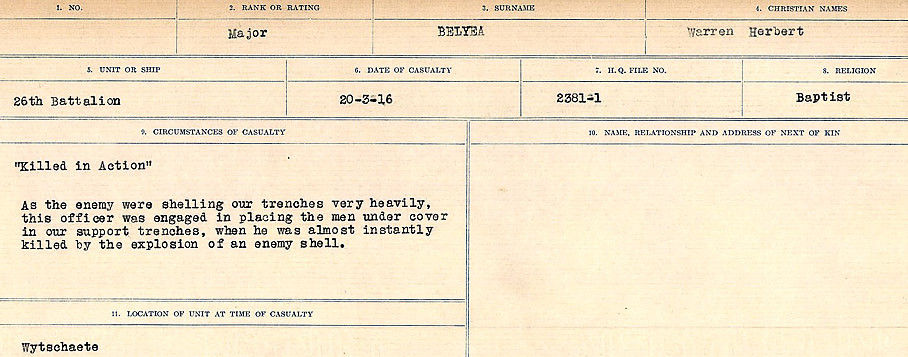 1. NO. 2. RANK OR RATING 3. SURNAME 4. CHRISTIAN NAMES
Major BELYEA Warren Herbert
5. UNIT OR SHIP 6. DATE OF CASUALTY 7. H.Q. FILE NO. 8. RELIGION
26th Battalion 20-3-16 2381-1 Baptist
9. CIRCUMSTANCES OF CASUALTY 10. NAME, RELATIONSHIP AND ADDRESS OF NEXT OF KIN
"Killed in Action"
As the enemy were shelling our trenches very heavily,
this officer was engaged in placing the men under cover
in our support trenches, when he was almost instantly
killed by the explosion of an enemy shell.
11. LOCATION OF UNIT AT TIME OF CASUALTY
Wytschaete